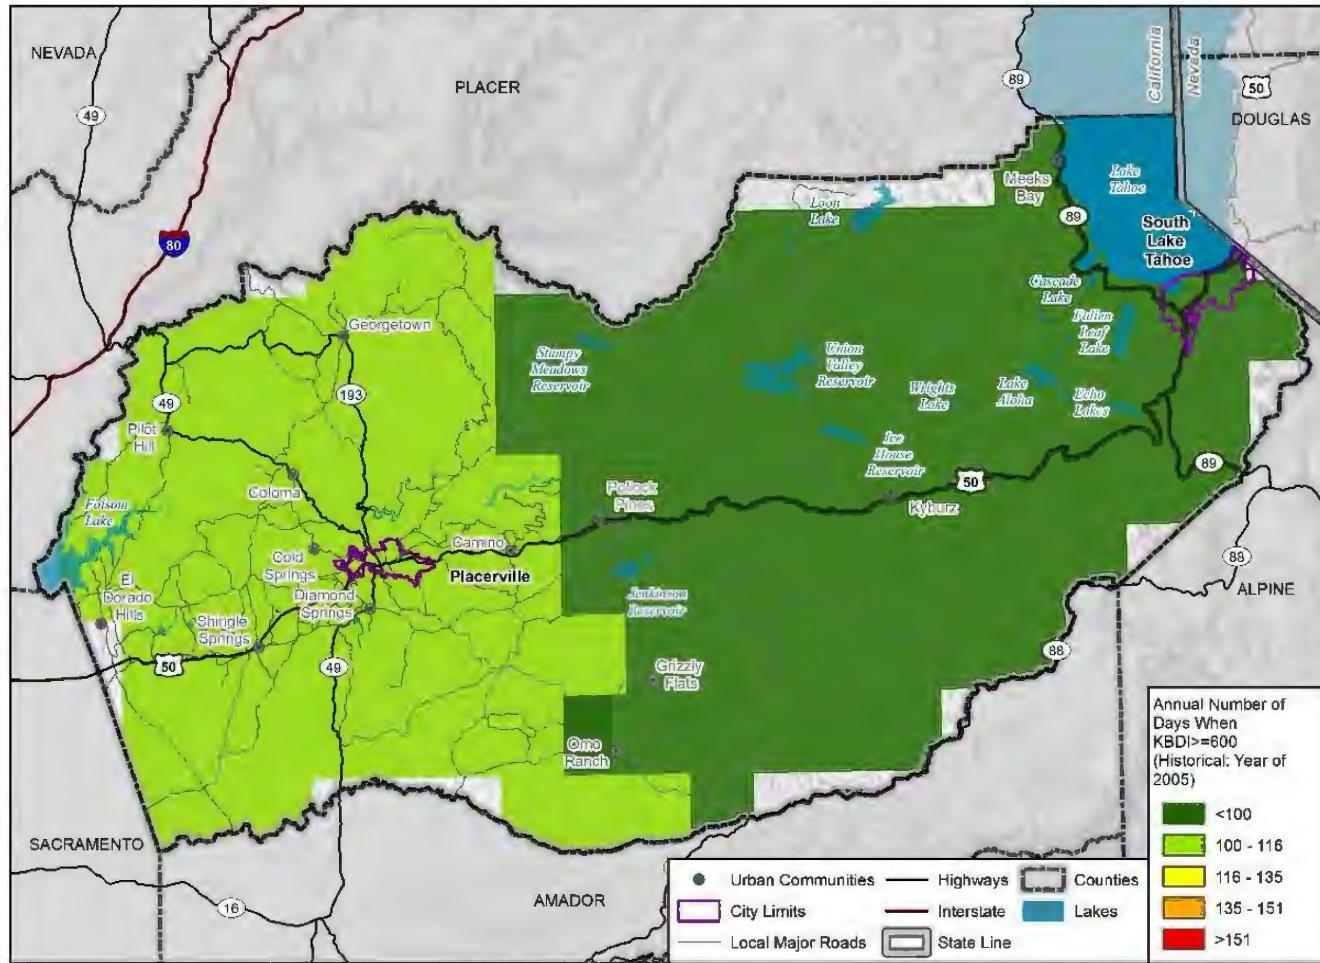 NEVADA
49
PLACER
89
California
Nevada
50
DOUGLAS
80
Meeks
Bay
Lake
Tahoe
Loon
Lake
89
South
Lake
Tahoe
Cascade
Lake
Fallen
Leaf
Lake
Georgetown
Stumpy
Meadows
Reservoir
Union
Valley
Reservoir
Wrights
Lake
Lake
Aloha
Echo
Lakes
49
193
Pilot
Hill
Ice
House
Reservoir
89
Coloma
Folsom
Lake
Pollock
Pines
50
Kyburz
Camino
Cold
Springs
Placerville
88
ALPINE
El
Dorado
Hills
Diamond
Springs
Jenkinson
Reservoir
Shingle
Springs
50
49
Grizzly
Flats
88
Omo
Ranch
SACRAMENTO
16
AMADOR
Annual Number of
Days When
KBDI>=600
(Historical: Year of
2005)
<100
100 - 116
116 - 135
135 - 151
>151
Urban Communities
Highways
Counties
City Limits
Interstate
Lakes
Local Major Roads
State Line